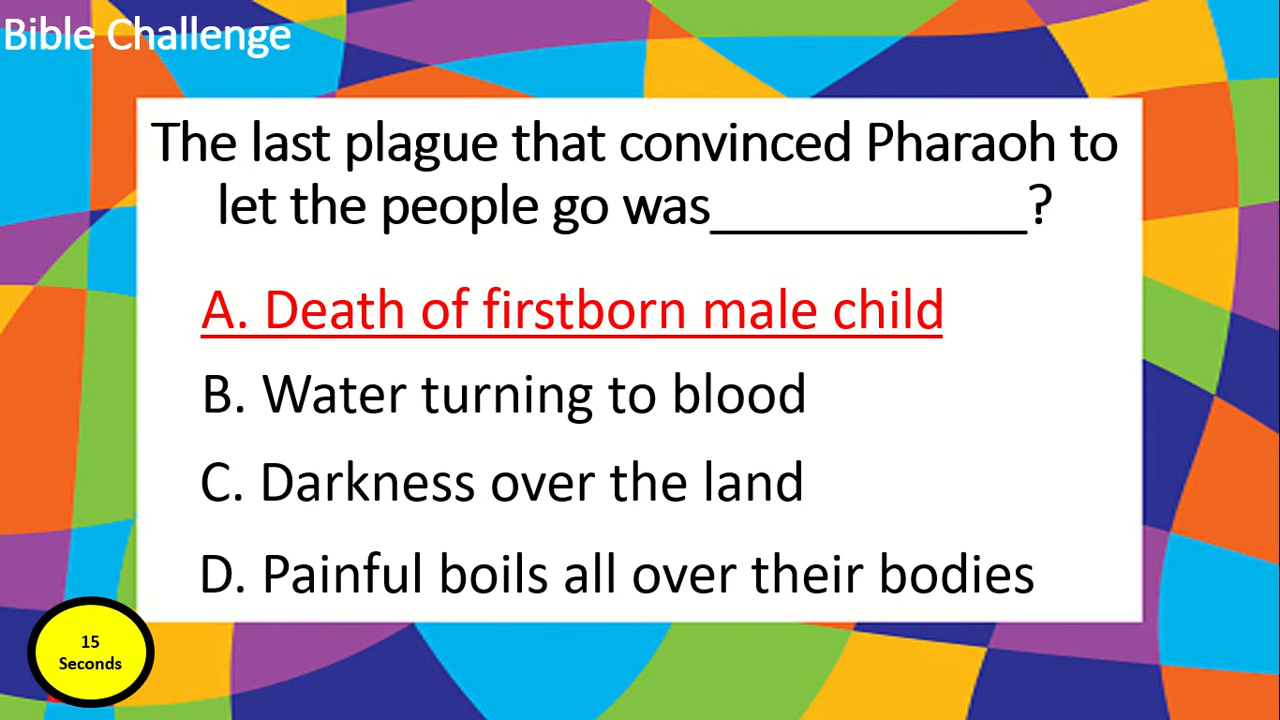 Bible Challenge
The last plague that convinced Pharaoh to
let the people go was____________?
A. Death of firstborn male child
B. Water turning to blood
C. Darkness over the land
D. Painful boils all over their bodies
15
Seconds